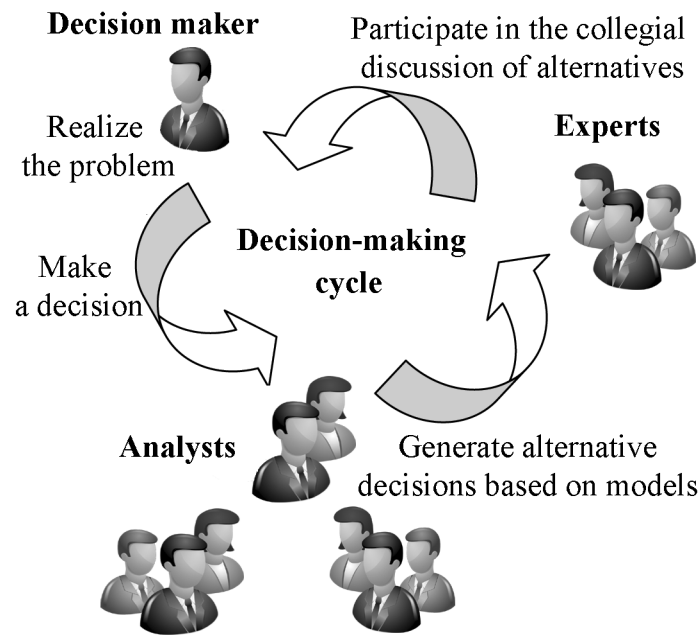 Decision maker
Participate in the collegial
discussion of alternatives
Realize
the problem
Experts
Decision-making
cycle
Make
a decision
Analysts
Generate alternative
decisions based on models